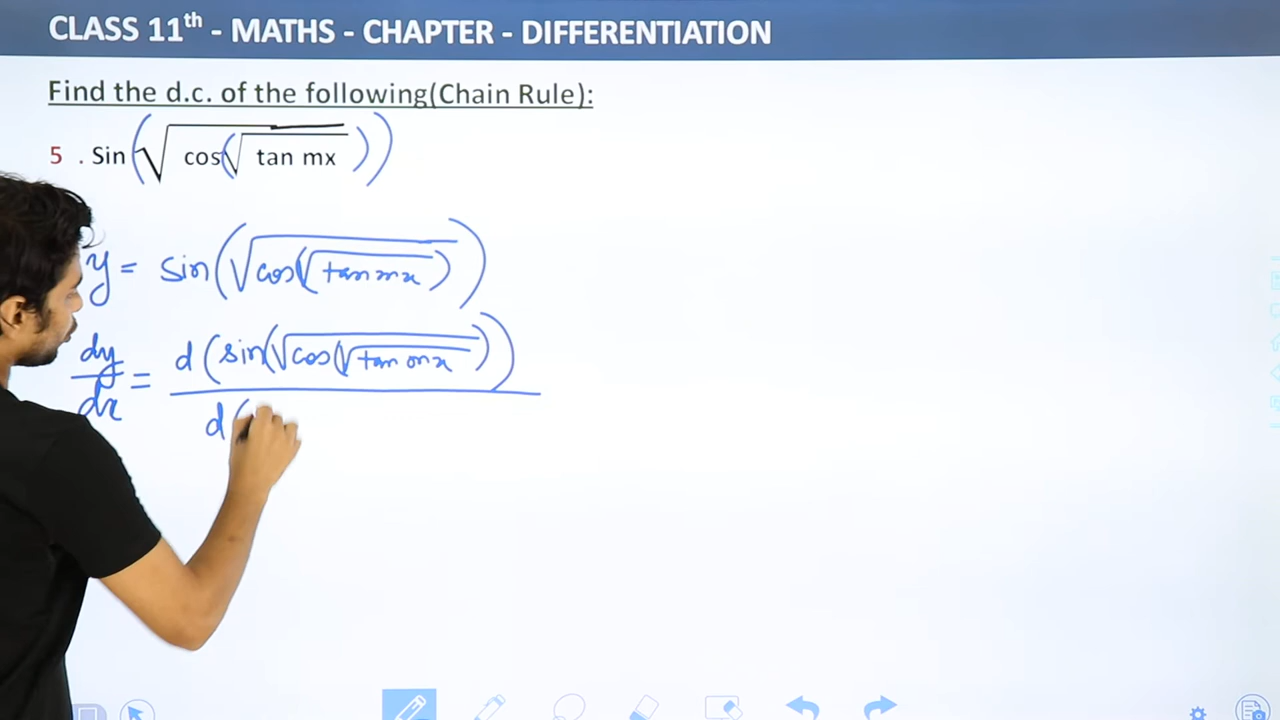 CLASS 11th - MATHS - CHAPTER - DIFFERENTIATION
Find the d.c. of the following(Chain Rule):
5 . Sin(√(cos(√(tan mx))))
y = sin(√(cos(√(tan mx))))
dy/dx = d(sin(√(cos(√(tan mx)))) / d(